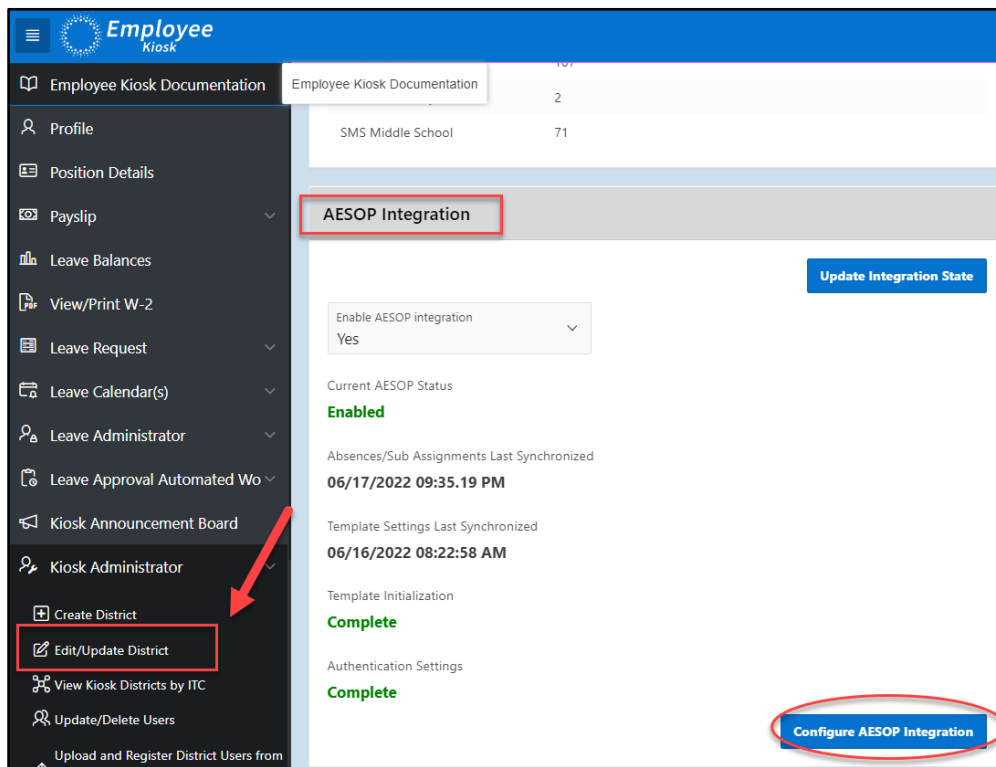 Employee
Kiosk
Employee Kiosk Documentation
Profile
Position Details
Payslip
Leave Balances
View/Print W-2
Leave Request
Leave Calendar(s)
Leave Administrator
Leave Approval Automated Wo
Kiosk Announcement Board
Kiosk Administrator
Create District
Edit/Update District
View Kiosk Districts by ITC
Update/Delete Users
Upload and Register District Users from
Employee Kiosk Documentation
2
SMS Middle School 71
AESOP Integration
Update Integration State
Enable AESOP integration
Yes
Current AESOP Status
Enabled
Absences/Sub Assignments Last Synchronized
06/17/2022 09:35.19 PM
Template Settings Last Synchronized
06/16/2022 08:22:58 AM
Template Initialization
Complete
Authentication Settings
Complete
Configure AESOP Integration